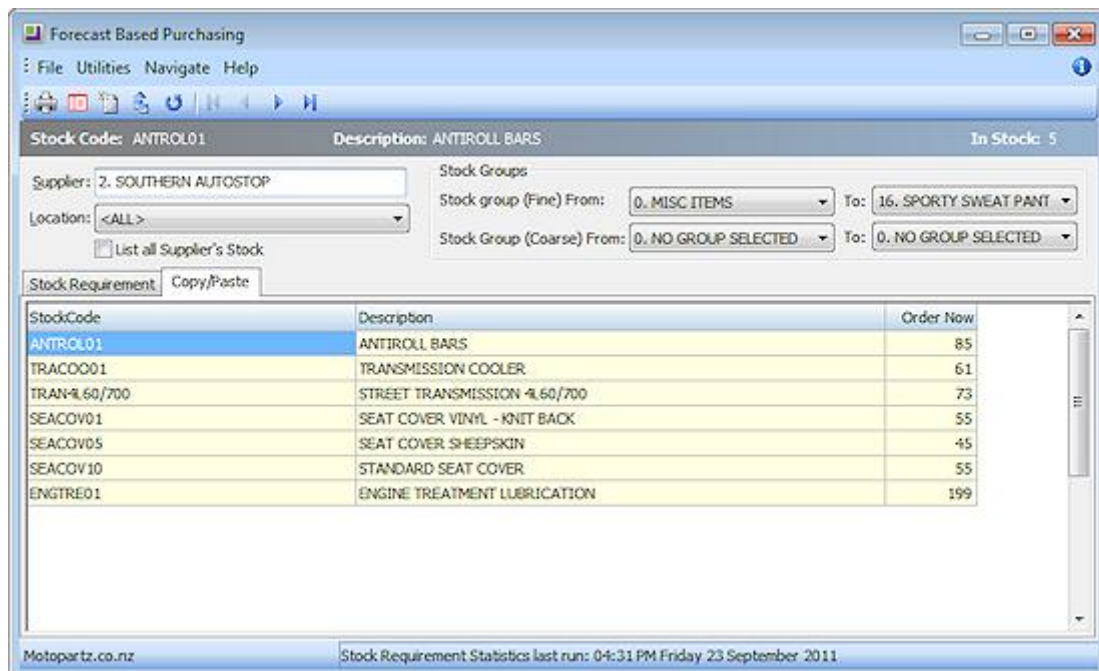 Forecast Based Purchasing
File Utilities Navigate Help
Stock Code: ANTROL01 Description: ANTIROLL BARS In Stock: 5
Supplier: 2. SOUTHERN AUTOSTOP
Location: <ALL>
List all Supplier's Stock
Stock Groups
Stock group (Fine) From: 0. MISC ITEMS To: 16. SPORTY SWEAT PANT
Stock Group (Coarse) From: 0. NO GROUP SELECTED To: 0. NO GROUP SELECTED
Stock Requirement Copy/Paste
StockCode Description Order Now
ANTROL01 ANTIROLL BARS 85
TRACOO01 TRANSMISSION COOLER 61
TRAN4L60/700 STREET TRANSMISSION 4L60/700 73
SEACOV01 SEAT COVER VINYL - KNIT BACK 55
SEACOV05 SEAT COVER SHEEPSKIN 45
SEACOV10 STANDARD SEAT COVER 55
ENGTRE01 ENGINE TREATMENT LUBRICATION 199
Motopartz.co.nz Stock Requirement Statistics last run: 04:31 PM Friday 23 September 2011